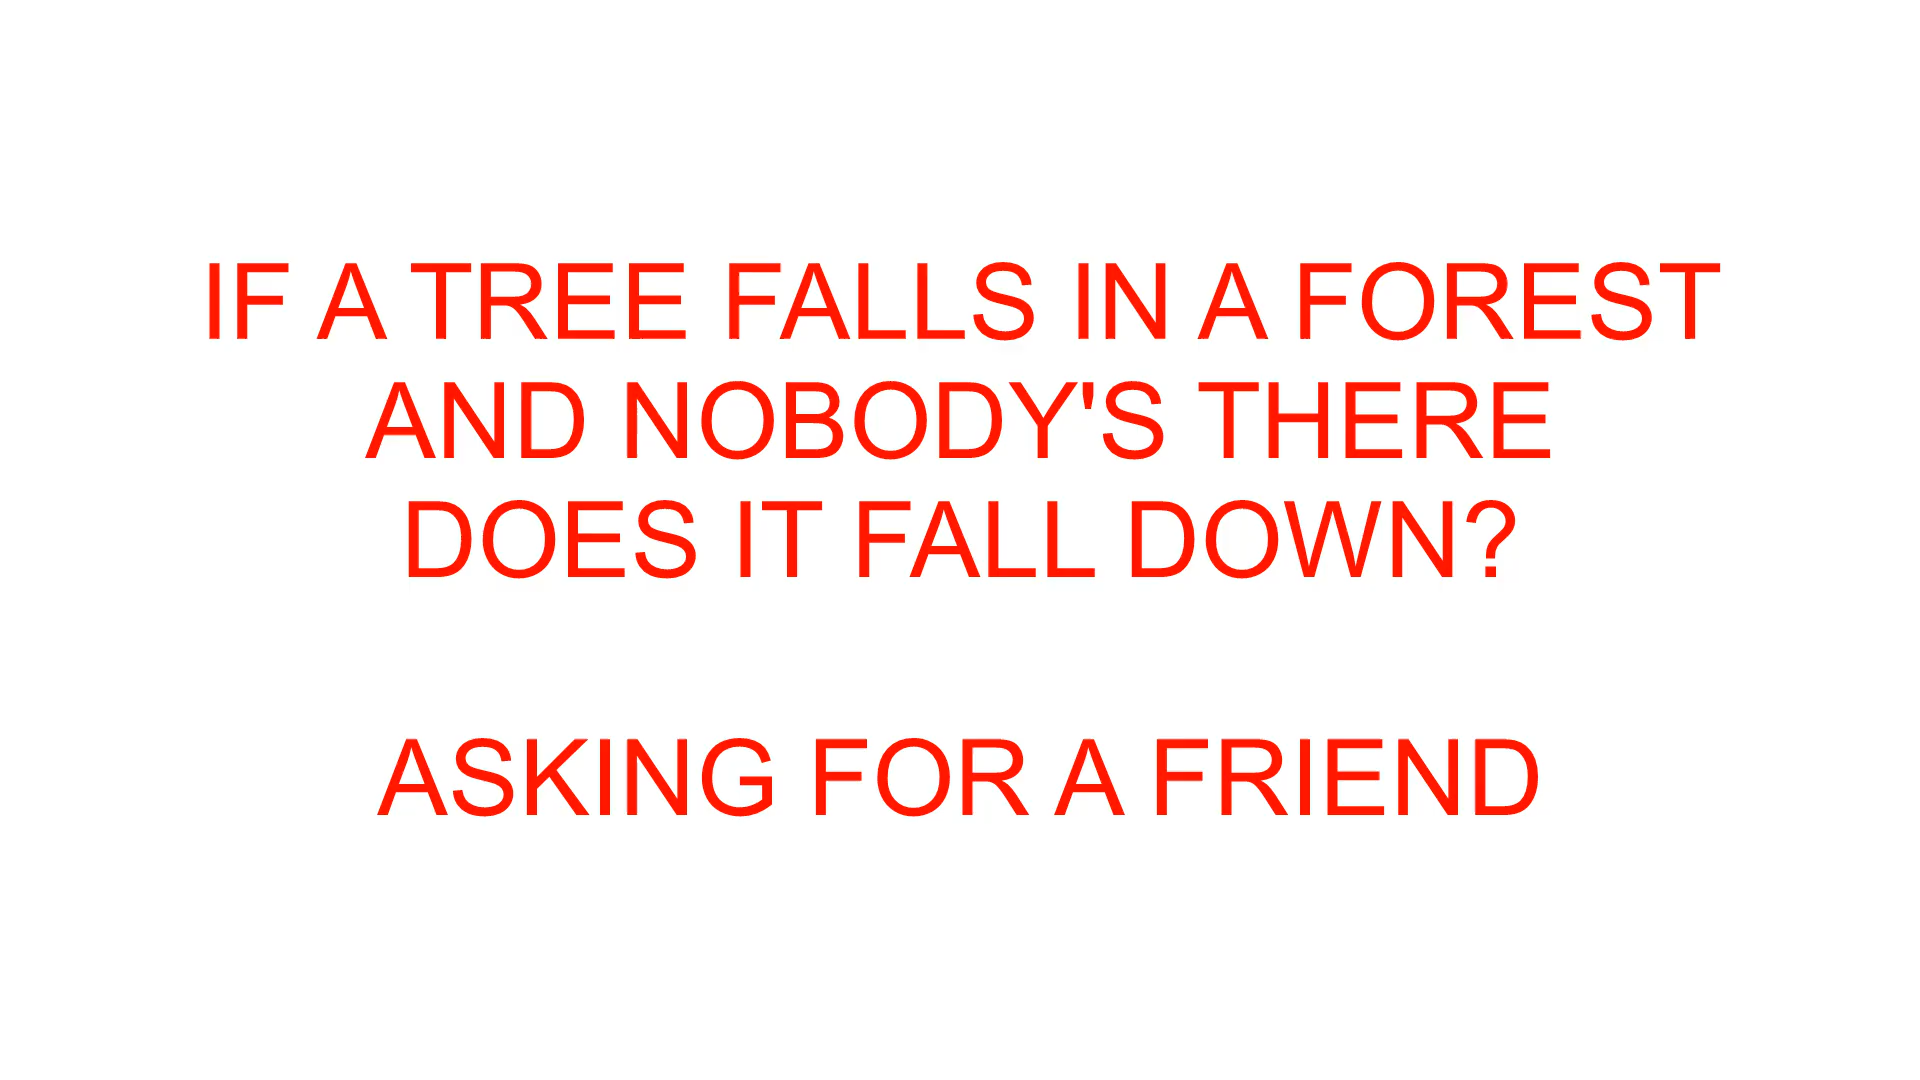 IF A TREE FALLS IN A FOREST
AND NOBODY'S THERE
DOES IT FALL DOWN?
ASKING FOR A FRIEND